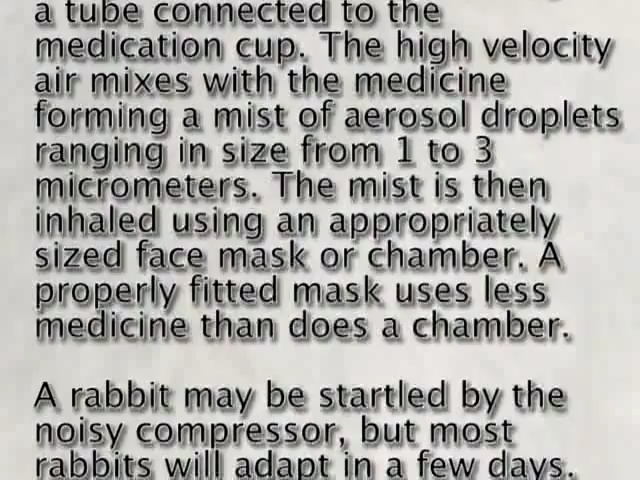 a tube connected to the
medication cup. The high velocity
air mixes with the medicine
forming a mist of aerosol droplets
ranging in size from 1 to 3
micrometers. The mist is then
inhaled using an appropriately
sized face mask or chamber. A
properly fitted mask uses less
medicine than does a chamber.
A rabbit may be startled by the
noisy compressor, but most
rabbits will adapt in a few days.